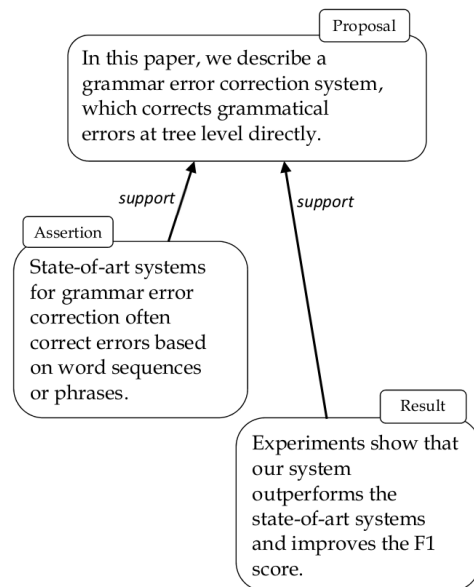 Proposal
In this paper, we describe a
grammar error correction system,
which corrects grammatical
errors at tree level directly.
support
support
Assertion
State-of-art systems
for grammar error
correction often
correct errors based
on word sequences
or phrases.
Result
Experiments show that
our system
outperforms the
state-of-art systems
and improves the F1
score.